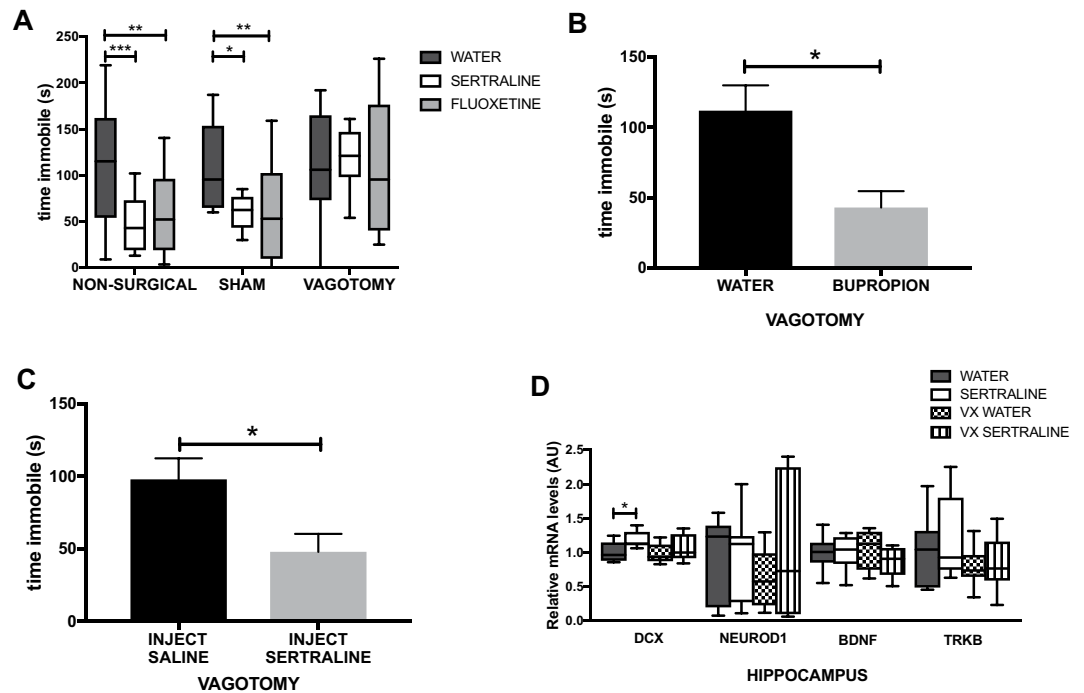 A
time immobile (s)
250
200
150
100
50
0
**
***
**
*
WATER
SERTRALINE
FLUOXETINE
NON-SURGICAL SHAM VAGOTOMY
B
time immobile (s)
150
100
50
0
*
WATER BUPROPION
VAGOTOMY
C
time immobile (s)
150
100
50
0
*
INJECT SALINE
INJECT SERTRALINE
VAGOTOMY
D
WATER
SERTRALINE
VX WATER
VX SERTRALINE
Relative mRNA levels (AU)
2.5
2.0
1.5
1.0
0.5
0.0
*
DCX NEUROD1 BDNF TRKB
HIPPOCAMPUS